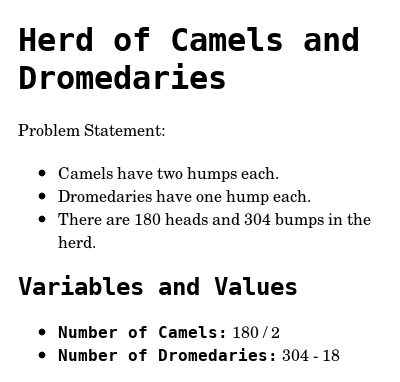 Herd of Camels and
Dromedaries
Problem Statement:
• Camels have two humps each.
• Dromedaries have one hump each.
• There are 180 heads and 304 bumps in the
herd.
Variables and Values
• Number of Camels: 180 / 2
• Number of Dromedaries: 304 - 18